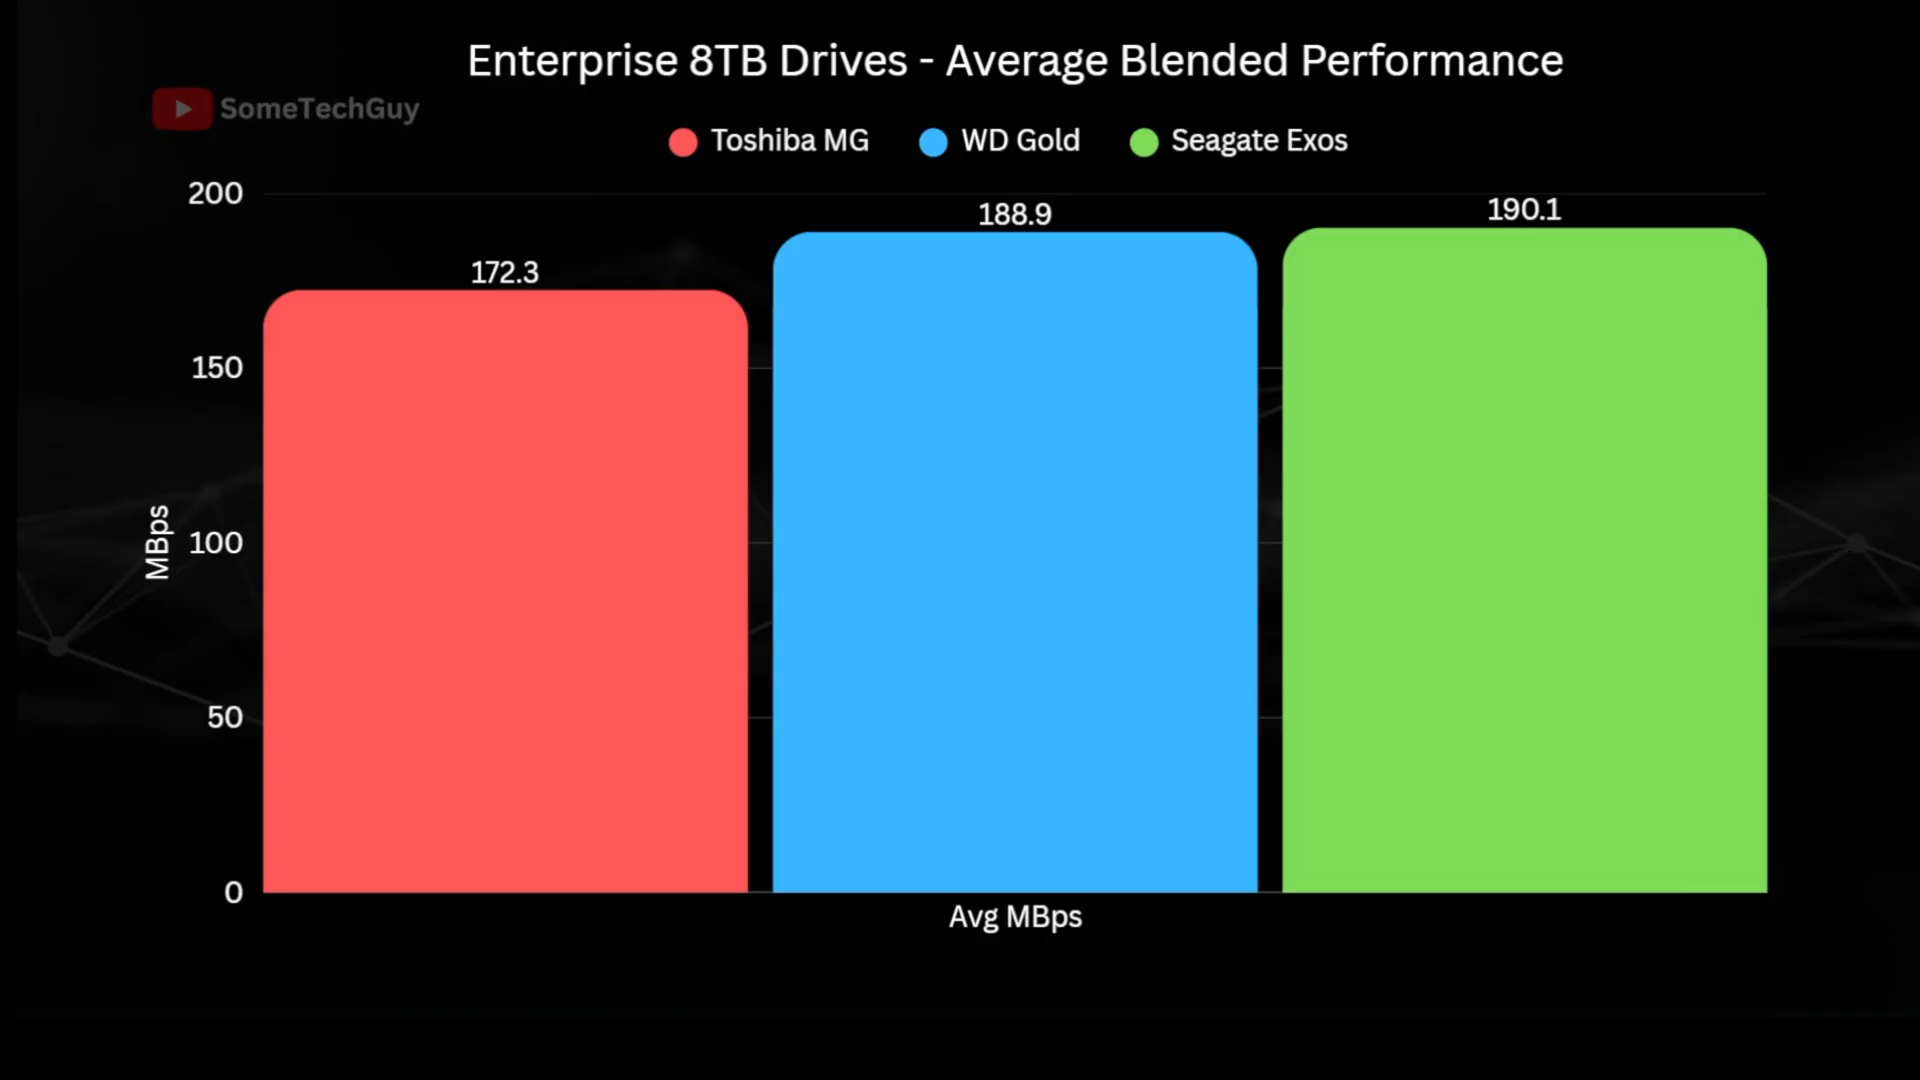 Enterprise 8TB Drives - Average Blended Performance
SomeTechGuy
Toshiba MG
WD Gold
Seagate Exos
200
150
100
50
0
MBps
172.3
188.9
190.1
Avg MBps